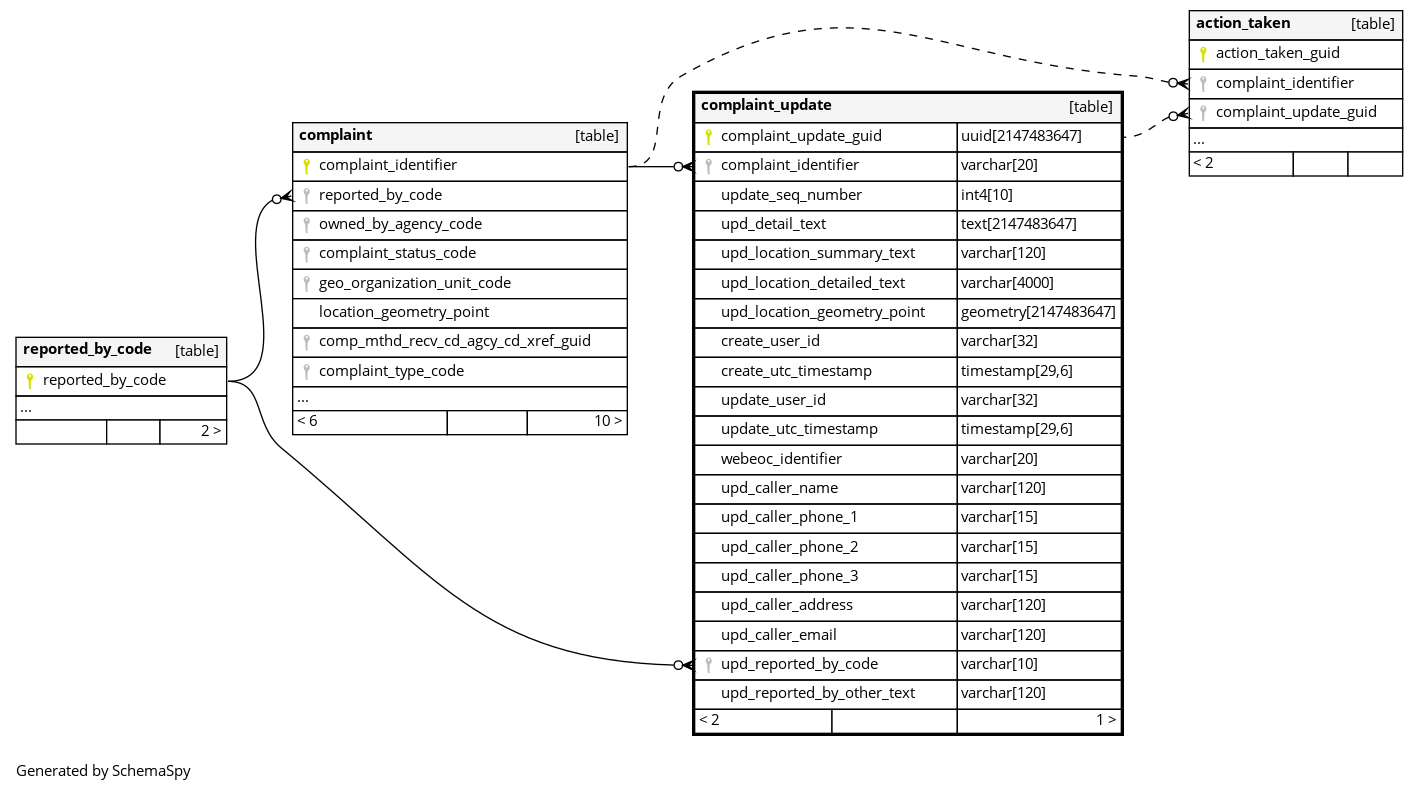 action_taken [table]
action_taken_guid
complaint_identifier
complaint_update_guid
...
< 2
complaint_update [table]
complaint_update_guid uuid[2147483647]
complaint_identifier varchar[20]
update_seq_number int4[10]
upd_detail_text text[2147483647]
upd_location_summary_text varchar[120]
upd_location_detailed_text varchar[4000]
upd_location_geometry_point geometry[2147483647]
create_user_id varchar[32]
create_utc_timestamp timestamp[29,6]
update_user_id varchar[32]
update_utc_timestamp timestamp[29,6]
webeoc_identifier varchar[20]
upd_caller_name varchar[120]
upd_caller_phone_1 varchar[15]
upd_caller_phone_2 varchar[15]
upd_caller_phone_3 varchar[15]
upd_caller_address varchar[120]
upd_caller_email varchar[120]
upd_reported_by_code varchar[10]
upd_reported_by_other_text varchar[120]
< 2 1 >
complaint [table]
complaint_identifier
reported_by_code
owned_by_agency_code
complaint_status_code
geo_organization_unit_code
location_geometry_point
comp_mthd_recv_cd_agcy_cd_xref_guid
complaint_type_code
...
< 6 10 >
reported_by_code [table]
reported_by_code
...
2 >
Generated by SchemaSpy